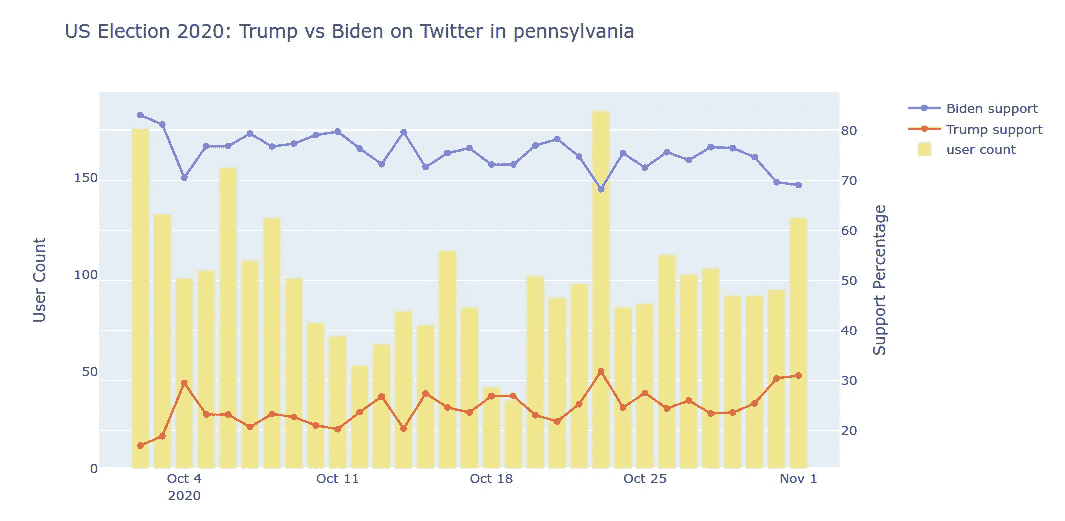 US Election 2020: Trump vs Biden on Twitter in pennsylvania
Biden support
Trump support
user count
User Count
150
100
50
0
80
70
60
50
40
30
20
Support Percentage
Oct 4
2020
Oct 11
Oct 18
Oct 25
Nov 1